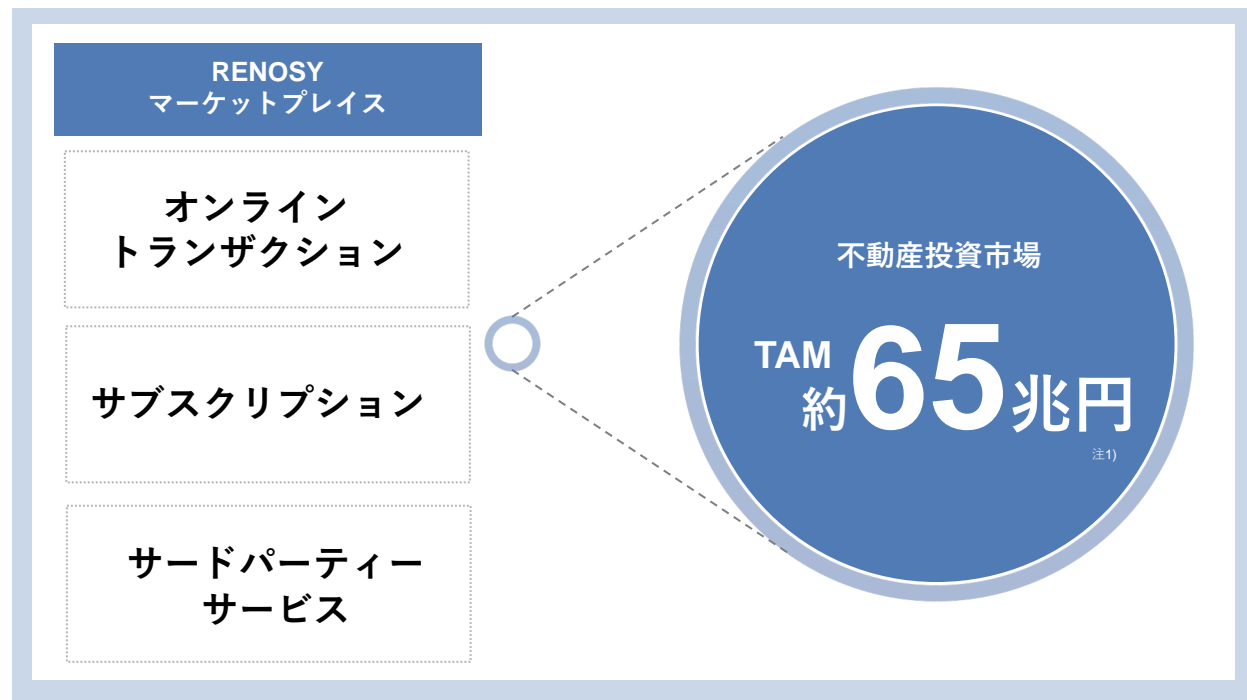 RENOSY
マーケットプレイス
オンライン
トランザクション
サブスクリプション
サードパーティー
サービス
不動産投資市場
TAM
約65兆円
注1)